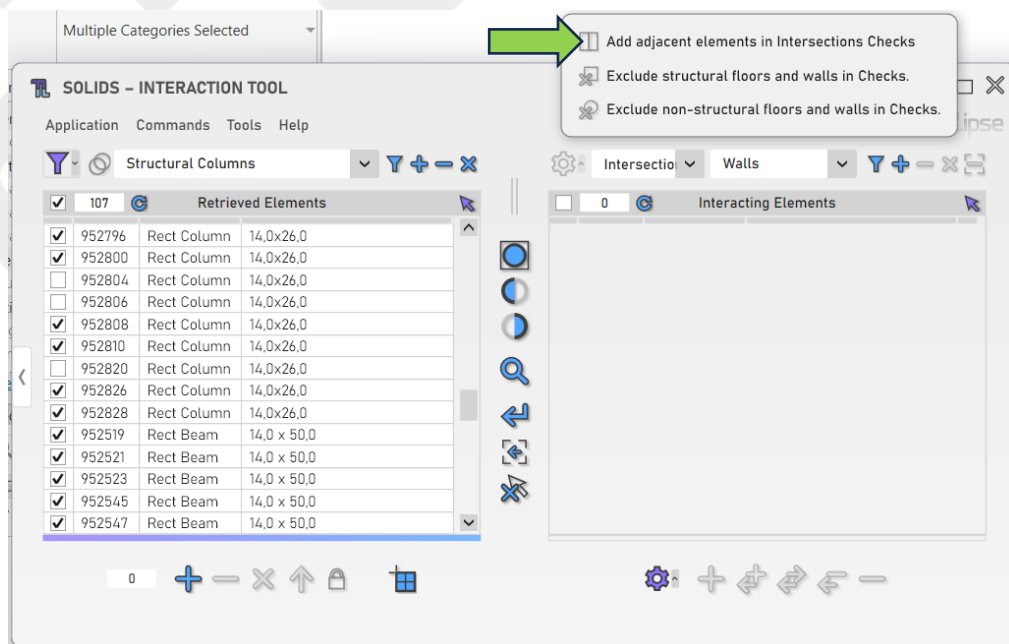 Multiple Categories Selected
Add adjacent elements in Intersections Checks
Exclude structural floors and walls in Checks.
Exclude non-structural floors and walls in Checks.
SOLIDS - INTERACTION TOOL
Application Commands Tools Help
Structural Columns
Walls
107 Retrieved Elements
0 Interacting Elements
952796 Rect Column 14,0x26,0
952800 Rect Column 14,0x26,0
952804 Rect Column 14,0x26,0
952806 Rect Column 14,0x26,0
952808 Rect Column 14,0x26,0
952810 Rect Column 14,0x26,0
952820 Rect Column 14,0x26,0
952826 Rect Column 14,0x26,0
952828 Rect Column 14,0x26,0
952519 Rect Beam 14,0 x 50,0
952521 Rect Beam 14,0 x 50,0
952523 Rect Beam 14,0 x 50,0
952545 Rect Beam 14,0 x 50,0
952547 Rect Beam 14,0 x 50,0
0